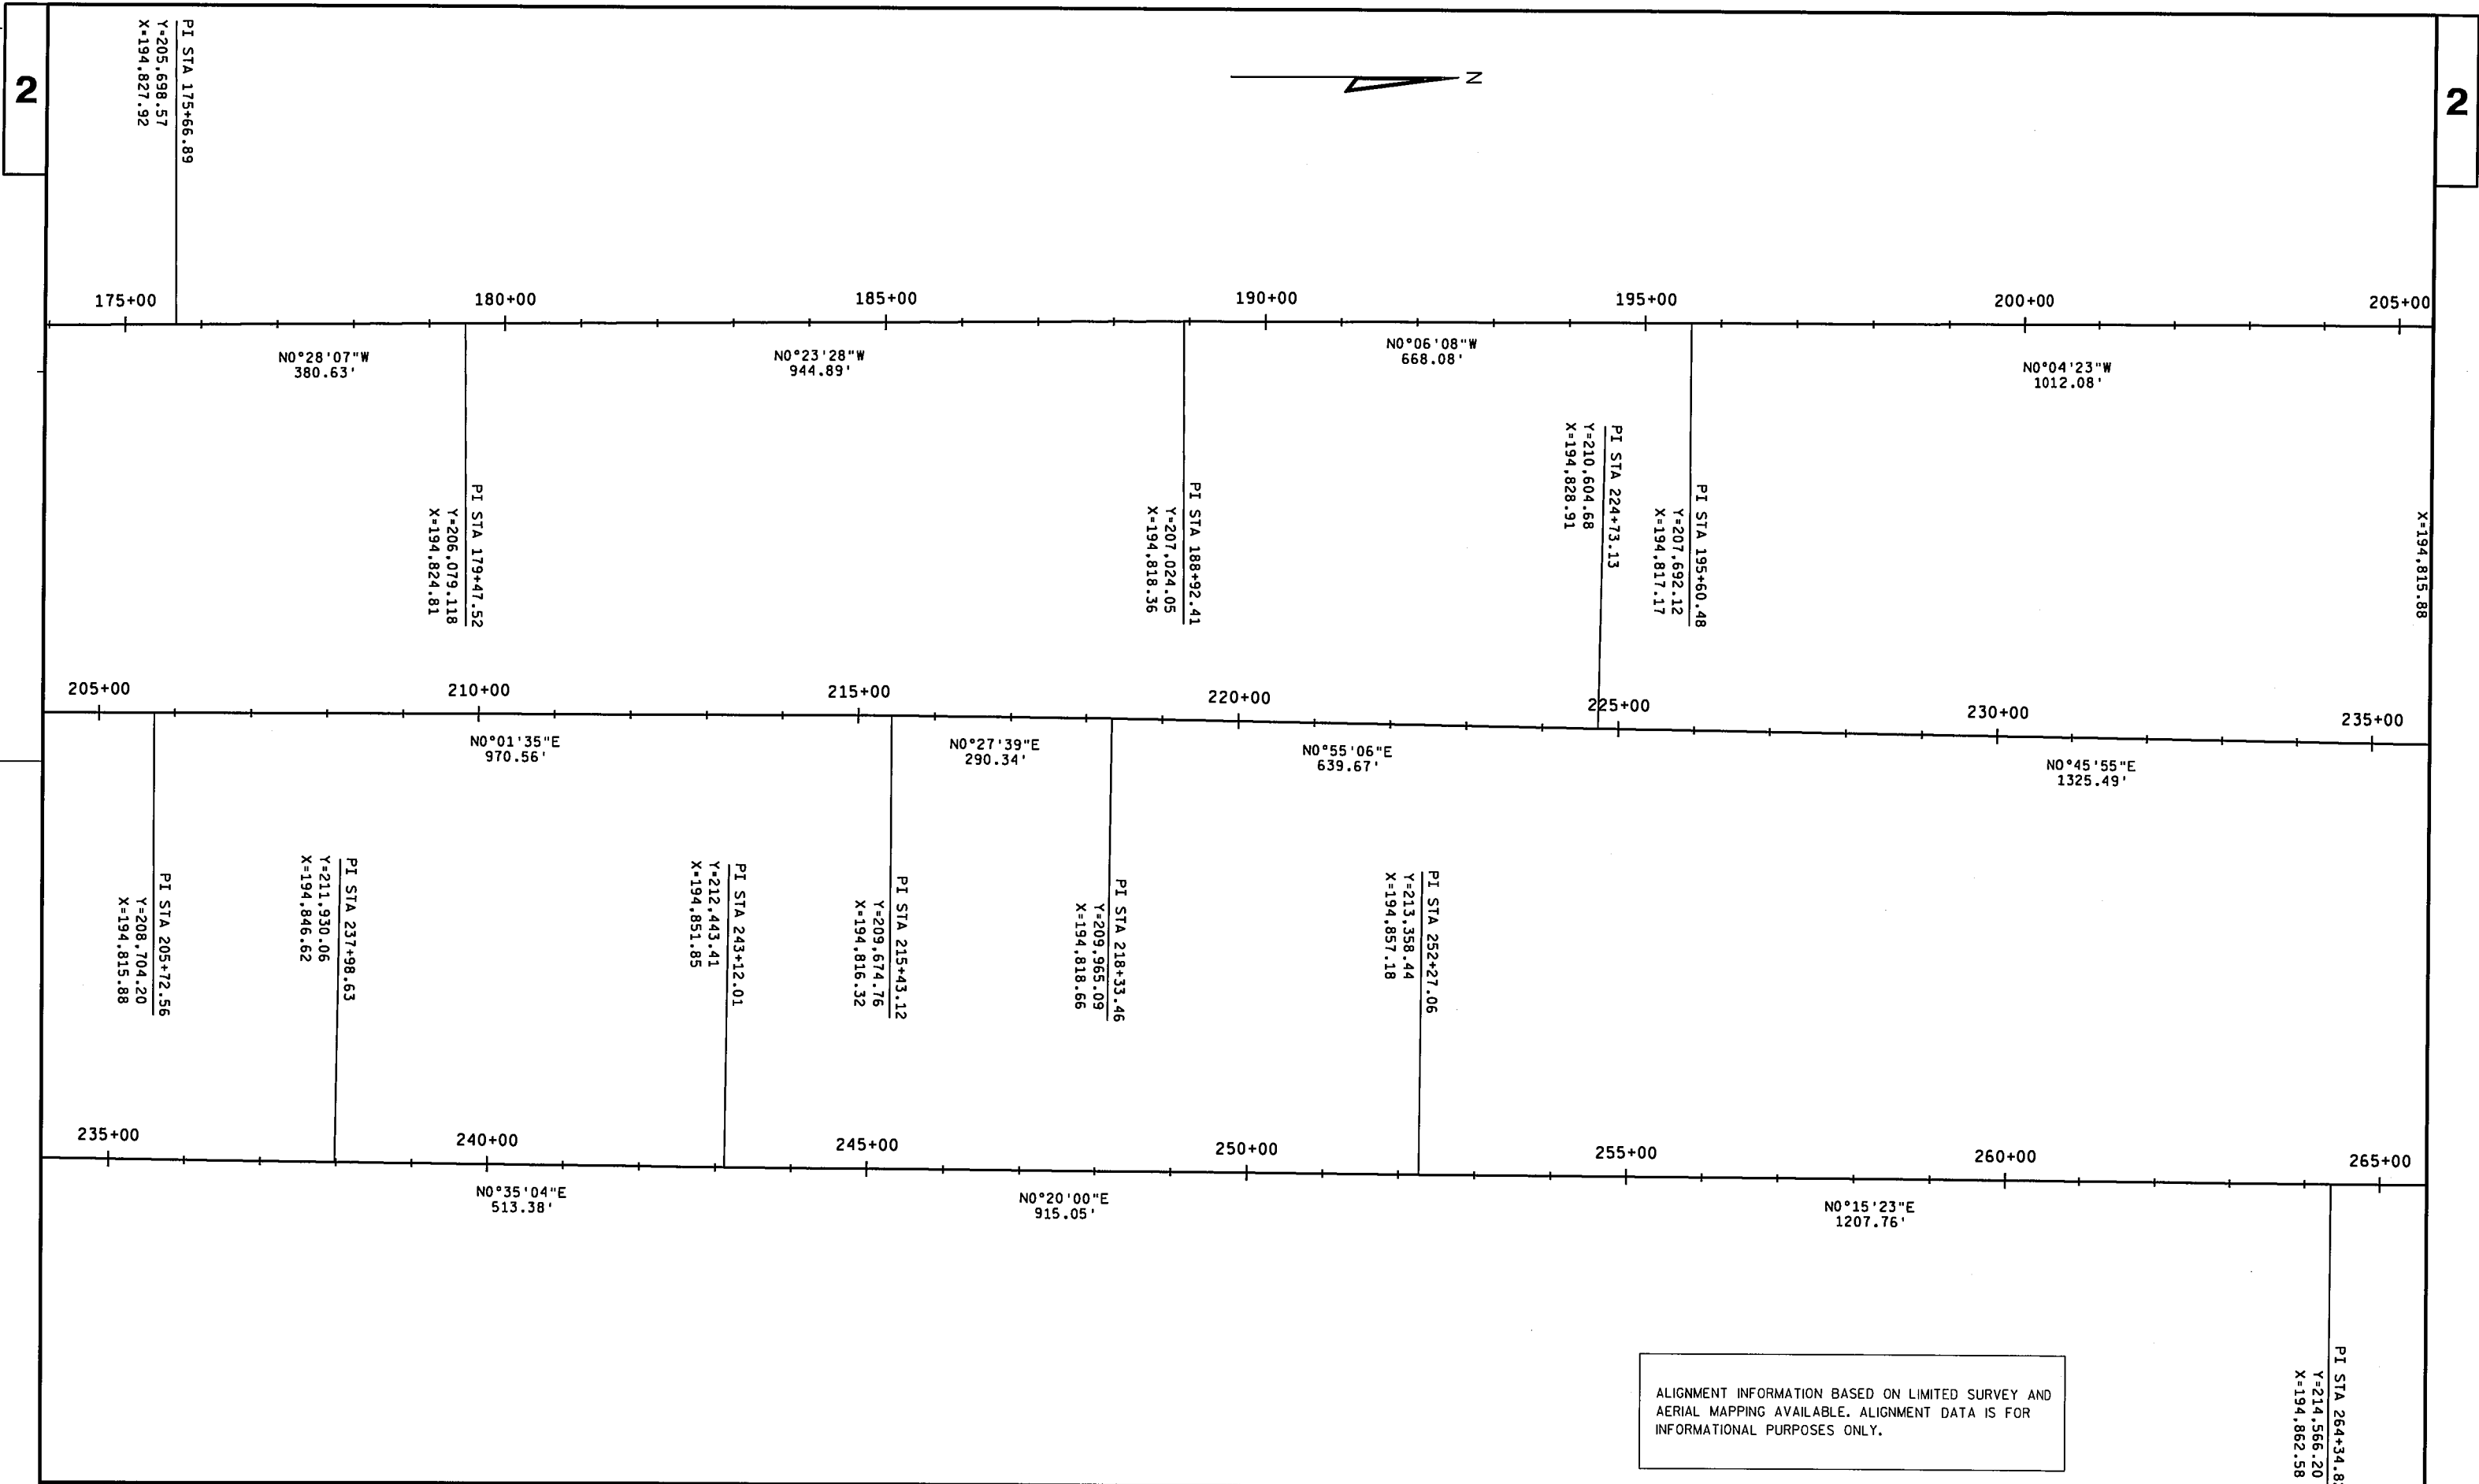 2
2
PI STA 175+66.89
Y=205,698.57
X=194,827.92
N
175+00
180+00
185+00
190+00
195+00
200+00
205+00
N0°28'07"W
380.63'
N0°23'28"W
944.89'
N0°06'08"W
668.08'
N0°04'23"W
1012.08'
PI STA 179+47.52
Y=206,079.118
X=194,824.81
PI STA 188+92.41
Y=207,024.05
X=194,818.36
PI STA 224+73.13
Y=210,604.68
X=194,828.91
PI STA 195+60.48
Y=207,692.12
X=194,817.17
X=194,815.88
205+00
210+00
215+00
220+00
225+00
230+00
235+00
N0°01'35"E
970.56'
N0°27'39"E
290.34'
N0°55'06"E
639.67'
N0°45'55"E
1325.49'
PI STA 205+72.56
Y=208,704.20
X=194,815.88
PI STA 237+98.63
Y=211,930.06
X=194,846.62
PI STA 243+12.01
Y=212,443.41
X=194,851.85
PI STA 215+43.12
Y=209,674.76
X=194,816.32
PI STA 218+33.46
Y=209,965.09
X=194,818.66
PI STA 252+27.06
Y=213,358.44
X=194,857.18
235+00
240+00
245+00
250+00
255+00
260+00
265+00
N0°35'04"E
513.38'
N0°20'00"E
915.05'
N0°15'23"E
1207.76'
PI STA 264+34.8
Y=214,566.20
X=194,862.58
ALIGNMENT INFORMATION BASED ON LIMITED SURVEY AND
AERIAL MAPPING AVAILABLE. ALIGNMENT DATA IS FOR
INFORMATIONAL PURPOSES ONLY.